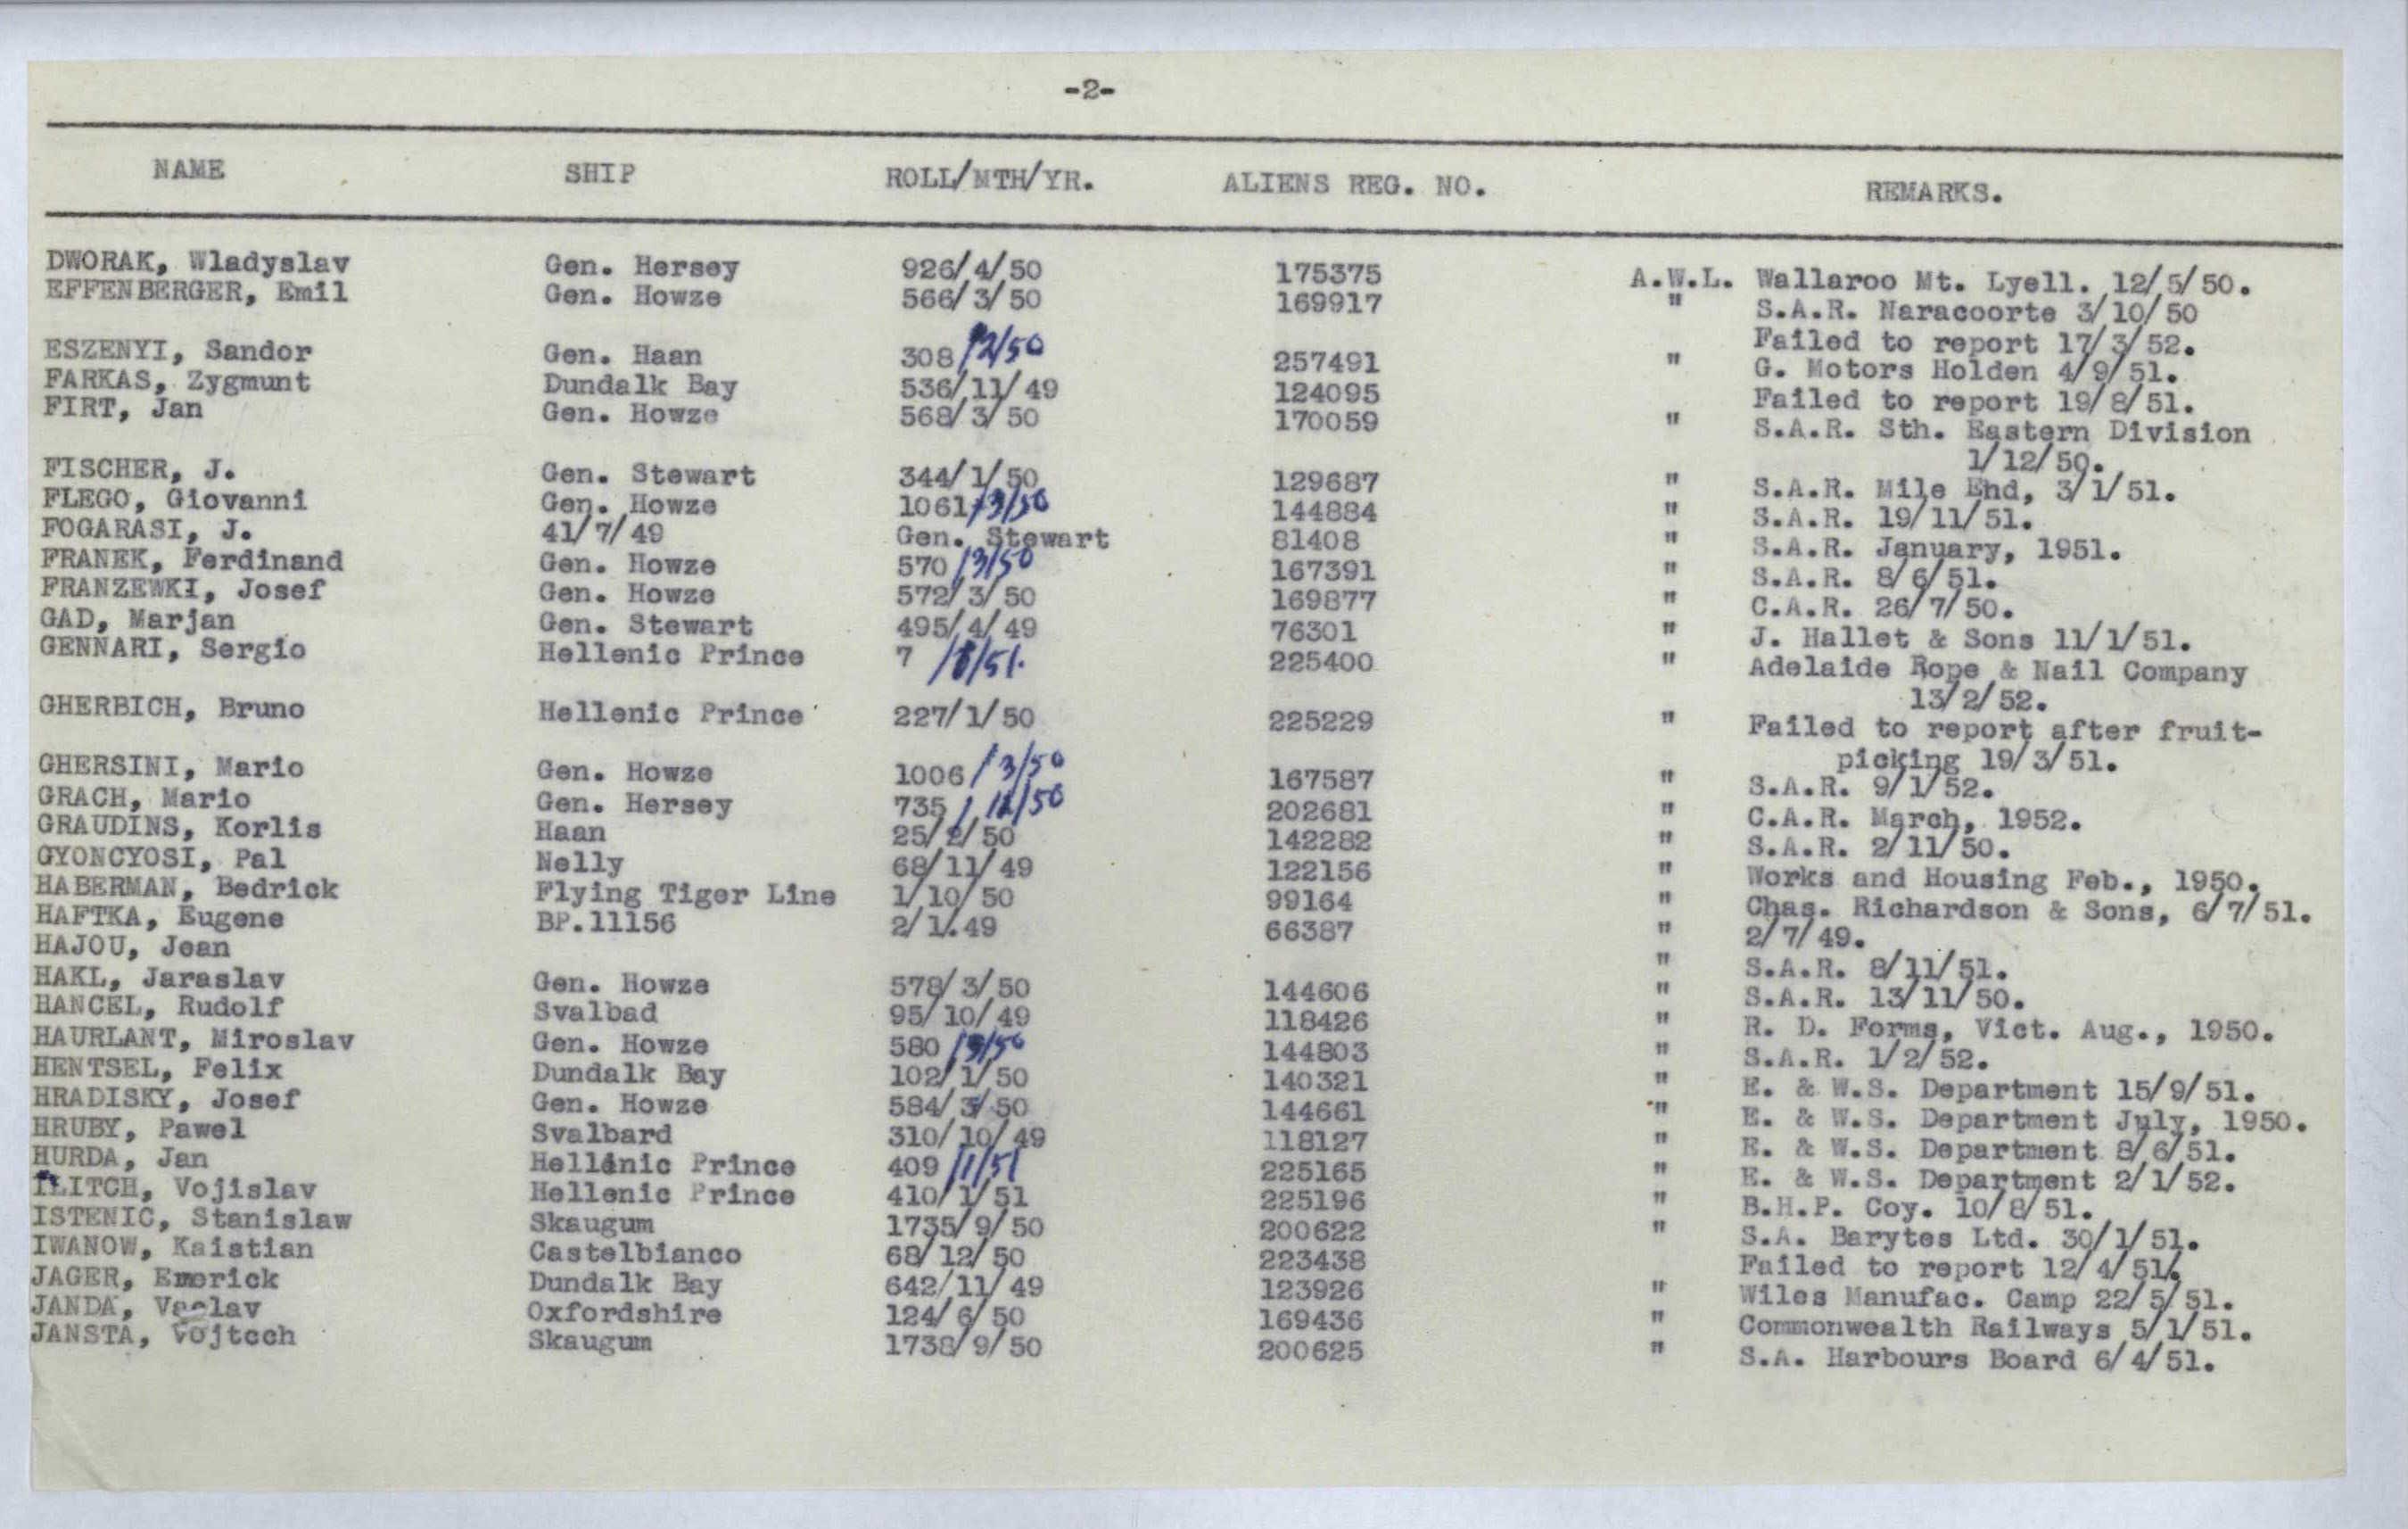 -2-
NAME SHIP ROLL/MTH/YR. ALIENS REG. NO. REMARKS.
DWORAK, Wladyslav Gen. Hersey 926/4/50 175375 A.W.L. Wallaroo Mt. Lyell. 12/5/50.
EFFENBERGER, Emil Gen. Howze 566/3/50 169917 " S.A.R. Naracoorte 3/10/50
Failed to report 17/3/52.
ESZENYI, Sandor Gen. Haan 308/2/50 257491 " G. Motors Holden 4/9/51.
FARKAS, Zygmunt Dundalk Bay 536/11/49 124095 Failed to report 19/8/51.
FIRT, Jan Gen. Howze 568/3/50 170059 " S.A.R. Sth. Eastern Division
1/12/50.
FISCHER, J. Gen. Stewart 344/1/50 129687 " S.A.R. Mile End, 3/1/51.
FLEGO, Giovanni Gen. Howze 1061/3/50 144884 " S.A.R. 19/11/51.
FOGARASI, J. 41/7/49 Gen. Stewart 81408 " S.A.R. January, 1951.
FRANEK, Ferdinand Gen. Howze 570/3/50 167391 " S.A.R. 8/6/51.
FRANZEWKI, Josef Gen. Howze 572/3/50 169877 " C.A.R. 26/7/50.
GAD, Marjan Gen. Stewart 495/4/49 76301 " J. Hallet & Sons 11/1/51.
GENNARI, Sergio Hellenic Prince 7 225400 " Adelaide Rope & Nail Company
13/2/52.
GHERBICH, Bruno Hellenic Prince 227/1/50 225229 " Failed to report after fruit-
picking 19/3/51.
GHERSINI, Mario Gen. Howze 1006/3/50 167587 " S.A.R. 9/1/52.
GRACH, Mario Gen. Hersey 735 202681 " C.A.R. March, 1952.
GRAUDINS, Korlis Haan 25/2/50 142282 " S.A.R. 2/11/50.
GYONCYOSI, Pal Nelly 68/11/49 122156 " Works and Housing Feb., 1950.
HABERMAN, Bedrick Flying Tiger Line 1/10/50 99164 " Chas. Richardson & Sons, 6/7/51.
HAFTKA, Eugene BP.11156 2/1/.49 66387 " 2/7/49.
HAJOU, Jean " S.A.R. 8/11/51.
HAKL, Jaraslav Gen. Howze 578/3/50 144606 " S.A.R. 13/11/50.
HANCEL, Rudolf Svalbad 95/10/49 118426 " R. D. Forms, Vict. Aug., 1950.
HAURLANT, Miroslav Gen. Howze 580/3/50 144803 " S.A.R. 1/2/52.
HENTSEL, Felix Dundalk Bay 102/1/50 140321 " E. & W.S. Department 15/9/51.
HRADISKY, Josef Gen. Howze 584/3/50 144661 " E. & W.S. Department July, 1950.
HRUBY, Pawel Svalbard 310/10/49 118127 " E. & W.S. Department 8/6/51.
HURDA, Jan Hellenic Prince 409/1/51 225165 " E. & W.S. Department 2/1/52.
ILITCH, Vojislav Hellenic Prince 410/1/51 225196 " B.H.P. Coy. 10/8/51.
ISTENIC, Stanislaw Skaugum 1735/9/50 200622 " S.A. Barytes Ltd. 30/1/51.
IWANOW, Kaistian Castelbianco 68/12/50 223438 Failed to report 12/4/51.
JAGER, Emerick Dundalk Bay 642/11/49 123926 " Wiles Manufac. Camp 22/5/51.
JANDA, Vaclav Oxfordshire 124/6/50 169436 " Commonwealth Railways 5/1/51.
JANSTA, Vojtech Skaugum 1738/9/50 200625 " S.A. Harbours Board 6/4/51.